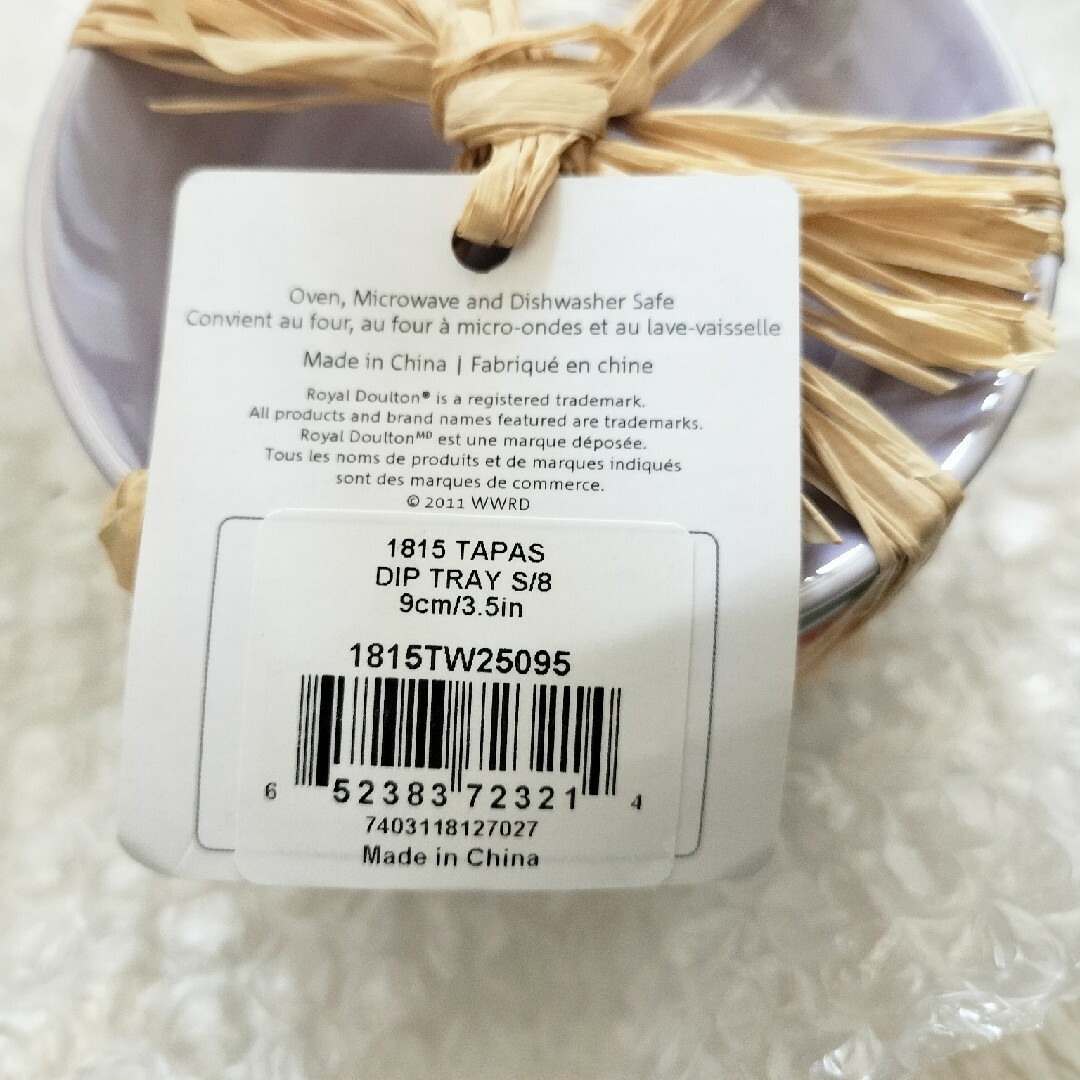 Oven, Microwave and Dishwasher Safe
Convient au four, au four à micro-ondes et au lave-vaisselle
Made in China | Fabriqué en chine
Royal Doulton® is a registered trademark.
All products and brand names featured are trademarks.
Royal Doultonᴹᴰ est une marque déposée.
Tous les noms de produits et de marques indiqués
sont des marques de commerce.
© 2011 WWRD
1815 TAPAS
DIP TRAY S/8
9cm/3.5in
1815TW25095
6 52383 72321 4
7403118127027
Made in China